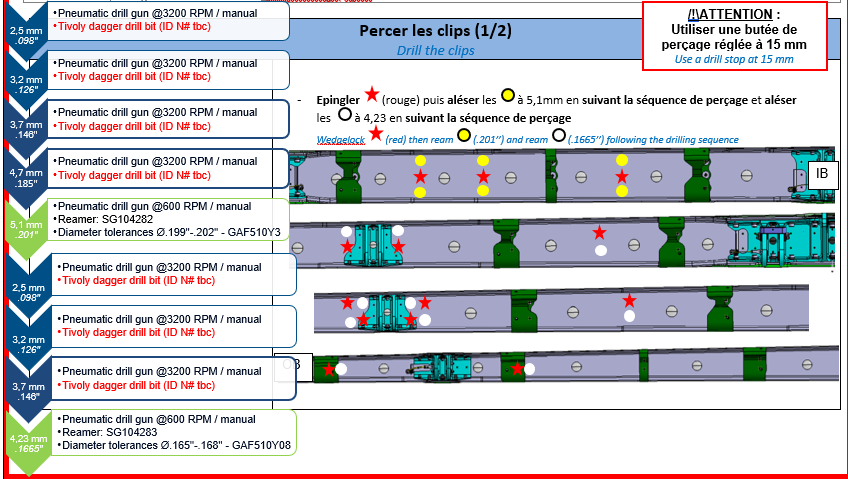 2,5 mm
.098"
•Pneumatic drill gun @3200 RPM / manual
•Tivoly dagger drill bit (ID N# tbc)
3,2 mm
.126"
•Pneumatic drill gun @3200 RPM / manual
•Tivoly dagger drill bit (ID N# tbc)
3,7 mm
.146"
•Pneumatic drill gun @3200 RPM / manual
•Tivoly dagger drill bit (ID N# tbc)
4,7 mm
.185"
•Pneumatic drill gun @3200 RPM / manual
•Tivoly dagger drill bit (ID N# tbc)
5,1 mm
.201"
•Pneumatic drill gun @600 RPM / manual
•Reamer: SG104282
•Diameter tolerances Ø.199"-.202" - GAF510Y3
2,5 mm
.098"
•Pneumatic drill gun @3200 RPM / manual
•Tivoly dagger drill bit (ID N# tbc)
3,2 mm
.126"
•Pneumatic drill gun @3200 RPM / manual
•Tivoly dagger drill bit (ID N# tbc)
3,7 mm
.146"
•Pneumatic drill gun @3200 RPM / manual
•Tivoly dagger drill bit (ID N# tbc)
4,23 mm
.1665"
•Pneumatic drill gun @600 RPM / manual
•Reamer: SG104283
•Diameter tolerances Ø.165"-.168" - GAF510Y08
Percer les clips (1/2)
Drill the clips
/!\ATTENTION :
Utiliser une butée de
perçage réglée à 15 mm
Use a drill stop at 15 mm
- Epingler (rouge) puis aléser les à 5,1mm en suivant la séquence de perçage et aléser
les à 4,23 en suivant la séquence de perçage
Wedgelock (red) then ream (.201’’) and ream (.1665’’) following the drilling sequence
IB